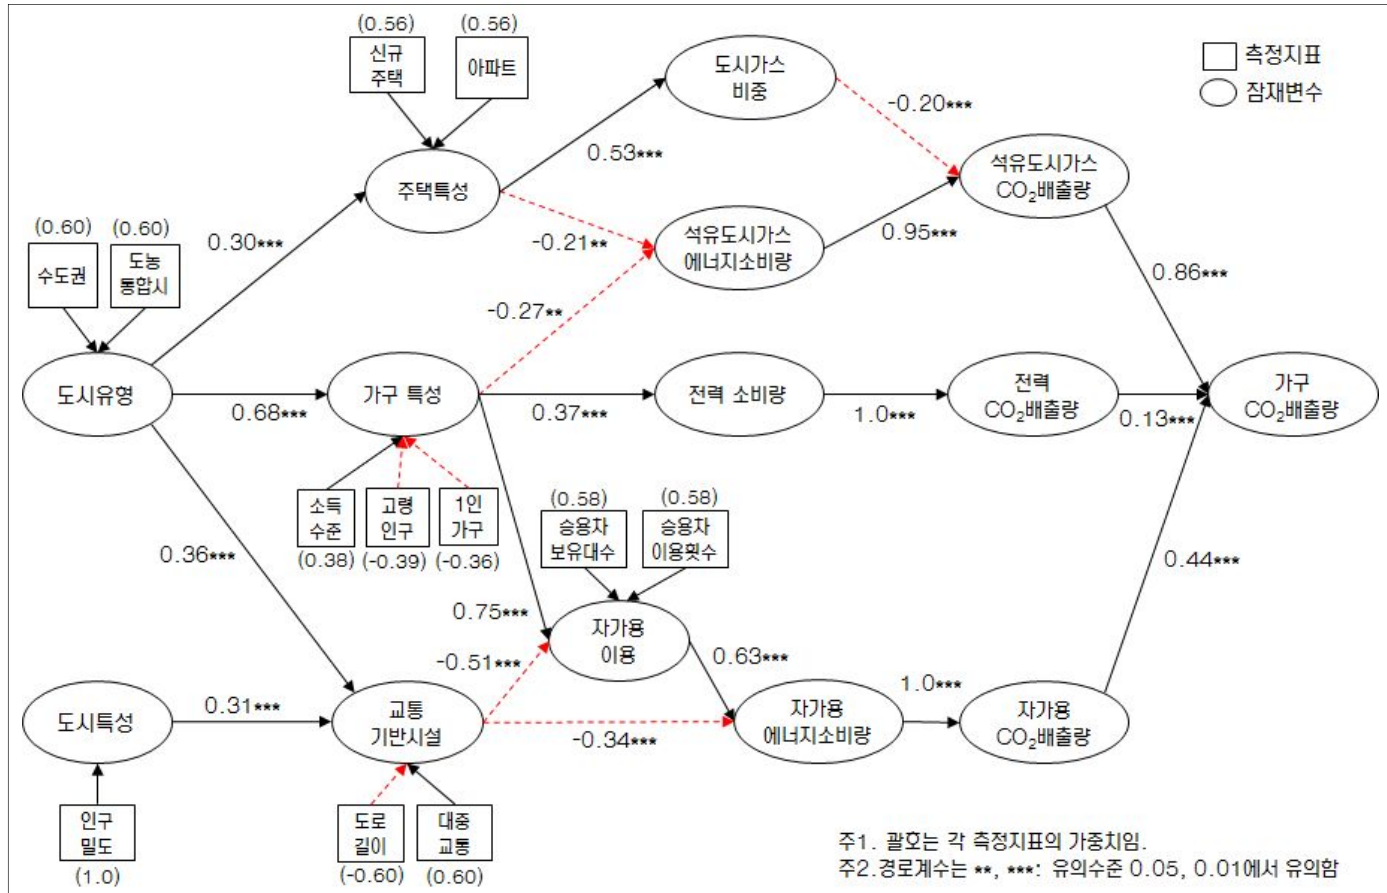 (0.56)
(0.56)
신규
주택
아파트
도시가스
비중
측정지표
잠재변수
-0.20***
0.53***
주택특성
석유도시가스
CO₂배출량
(0.60)
(0.60)
수도권
도농
통합시
0.30***
-0.21**
석유도시가스
에너지소비량
0.95***
0.86***
-0.27**
도시유형
0.68***
가구 특성
0.37***
전력 소비량
1.0***
전력
CO₂배출량
0.13***
가구
CO₂배출량
소득
수준
고령
인구
1인
가구
(0.38)
(-0.39)
(-0.36)
(0.58)
(0.58)
승용차
보유대수
승용차
이용횟수
0.36***
0.44***
0.75***
자가용
이용
-0.51***
0.63***
도시특성
0.31***
교통
기반시설
-0.34***
자가용
에너지소비량
1.0***
자가용
CO₂배출량
인구
밀도
(1.0)
도로
길이
(-0.60)
대중
교통
(0.60)
주1. 괄호는 각 측정지표의 가중치임.
주2.경로계수는 **, ***: 유의수준 0.05, 0.01에서 유의함